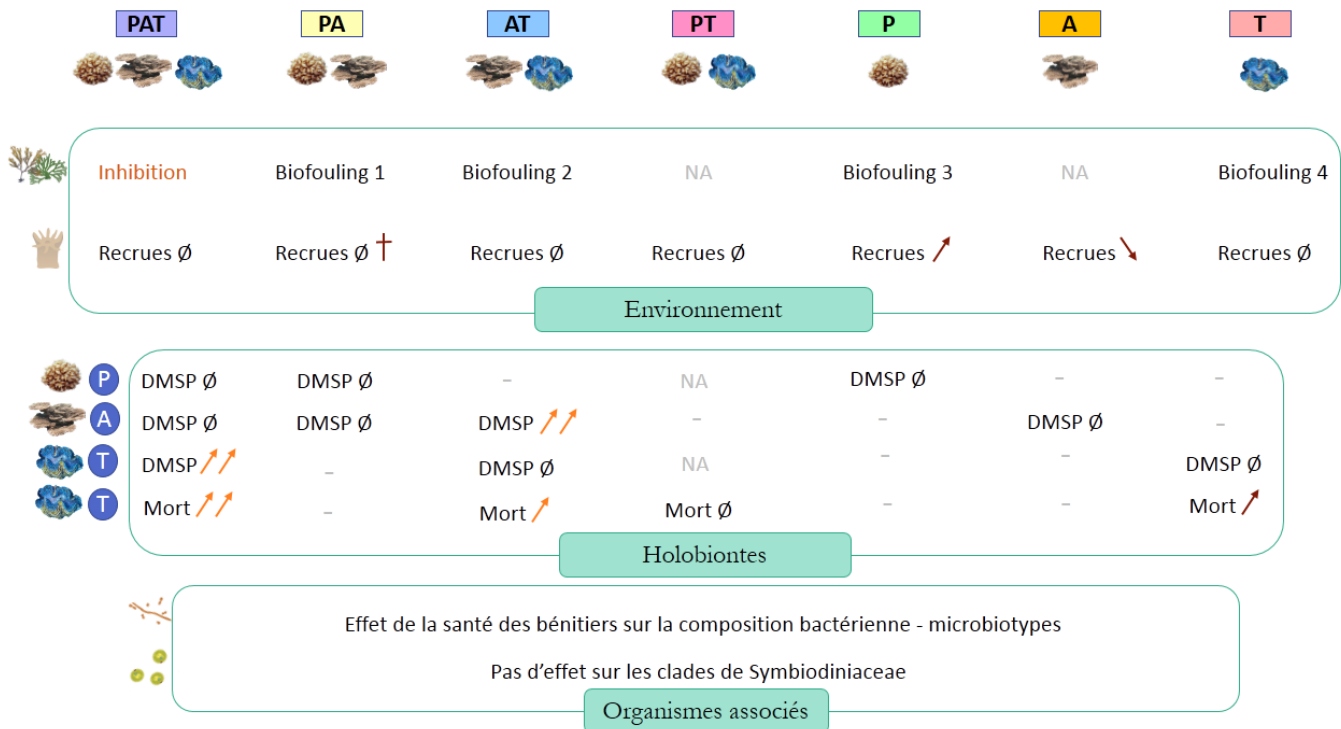 PAT PA AT PT P A T
Inhibition Biofouling 1 Biofouling 2 NA Biofouling 3 NA Biofouling 4
Recrues Ø Recrues Ø † Recrues Ø Recrues Ø Recrues ↗ Recrues ↘ Recrues Ø
Environnement
P DMSP Ø DMSP Ø - NA DMSP Ø - -
A DMSP Ø DMSP Ø DMSP ↗↗ - - DMSP Ø -
T DMSP ↗↗ - DMSP Ø NA - - DMSP Ø
T Mort ↗↗ - Mort ↗ Mort Ø - - Mort ↗
Holobiontes
Effet de la santé des bénitiers sur la composition bactérienne - microbiotypes
Pas d'effet sur les clades de Symbiodiniaceae
Organismes associés